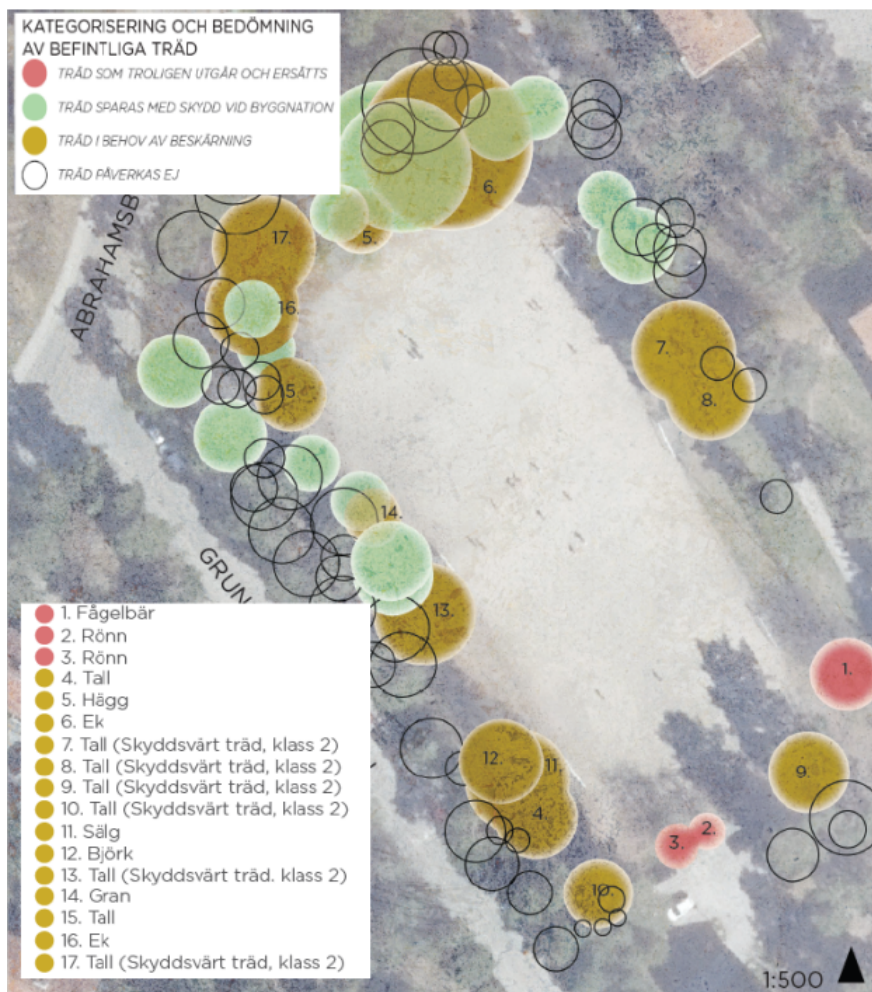 KATEGORISERING OCH BEDÖMNING
AV BEFINTLIGA TRÄD
TRÄD SOM TROLIGEN UTGÅR OCH ERSÄTTS
TRÄD SPARAS MED SKYDD VID BYGGNATION
TRÄD I BEHOV AV BESKÄRNING
TRÄD PÅVERKAS EJ
6.
5.
17.
16.
ABRAHAMSB
7.
8.
15
14.
GRUN
13.
1.
12.
11.
9.
4.
2.
3.
10.
1. Fågelbär
2. Rönn
3. Rönn
4. Tall
5. Hägg
6. Ek
7. Tall (Skyddsvärt träd, klass 2)
8. Tall (Skyddsvärt träd, klass 2)
9. Tall (Skyddsvärt träd, klass 2)
10. Tall (Skyddsvärt träd, klass 2)
11. Sälg
12. Björk
13. Tall (Skyddsvärt träd. klass 2)
14. Gran
15. Tall
16. Ek
17. Tall (Skyddsvärt träd, klass 2)
1:500